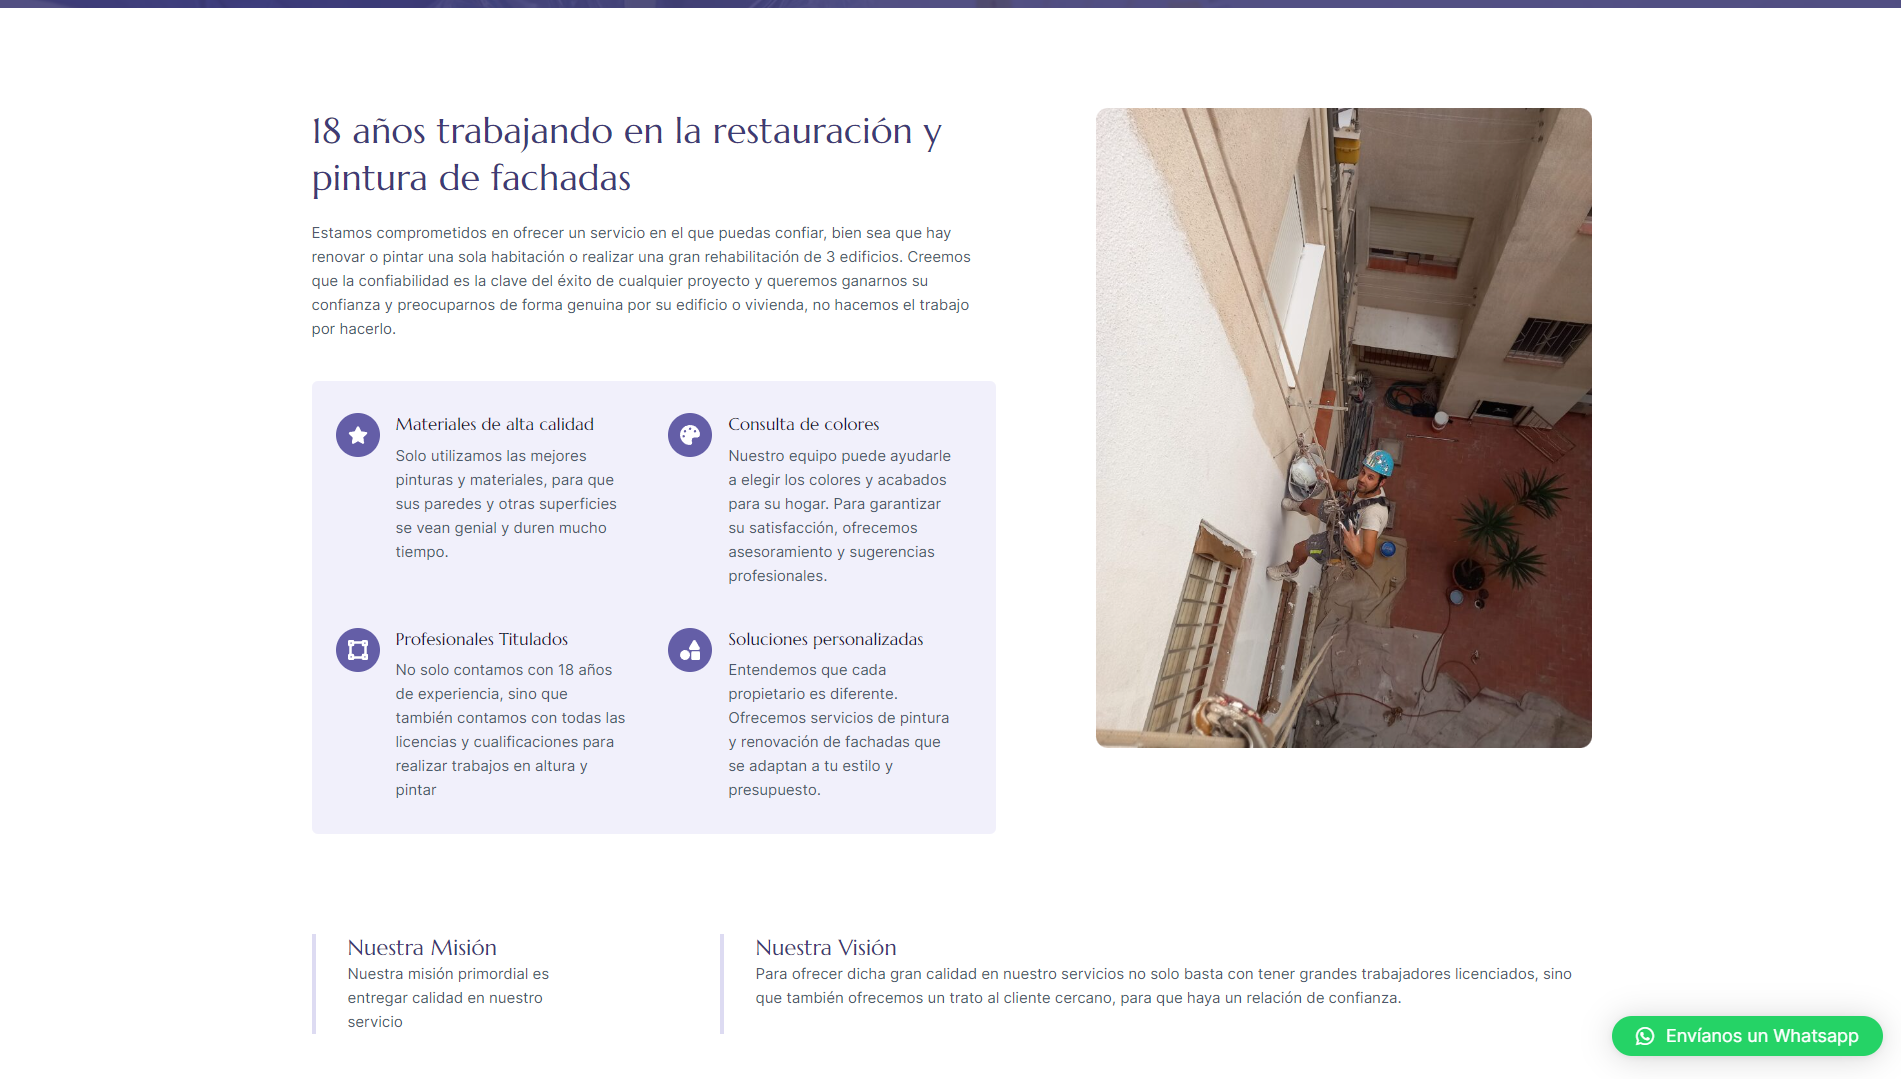 18 años trabajando en la restauración y
pintura de fachadas
Estamos comprometidos en ofrecer un servicio en el que puedas confiar, bien sea que hay
renovar o pintar una sola habitación o realizar una gran rehabilitación de 3 edificios. Creemos
que la confiabilidad es la clave del éxito de cualquier proyecto y queremos ganarnos su
confianza y preocuparnos de forma genuina por su edificio o vivienda, no hacemos el trabajo
por hacerlo.
Materiales de alta calidad
Solo utilizamos las mejores
pinturas y materiales, para que
sus paredes y otras superficies
se vean genial y duren mucho
tiempo.
Consulta de colores
Nuestro equipo puede ayudarle
a elegir los colores y acabados
para su hogar. Para garantizar
su satisfacción, ofrecemos
asesoramiento y sugerencias
profesionales.
Profesionales Titulados
No solo contamos con 18 años
de experiencia, sino que
también contamos con todas las
licencias y cualificaciones para
realizar trabajos en altura y
pintar
Soluciones personalizadas
Entendemos que cada
propietario es diferente.
Ofrecemos servicios de pintura
y renovación de fachadas que
se adaptan a tu estilo y
presupuesto.
Nuestra Misión
Nuestra misión primordial es
entregar calidad en nuestro
servicio
Nuestra Visión
Para ofrecer dicha gran calidad en nuestro servicios no solo basta con tener grandes trabajadores licenciados, sino
que también ofrecemos un trato al cliente cercano, para que haya un relación de confianza.
Envíanos un Whatsapp